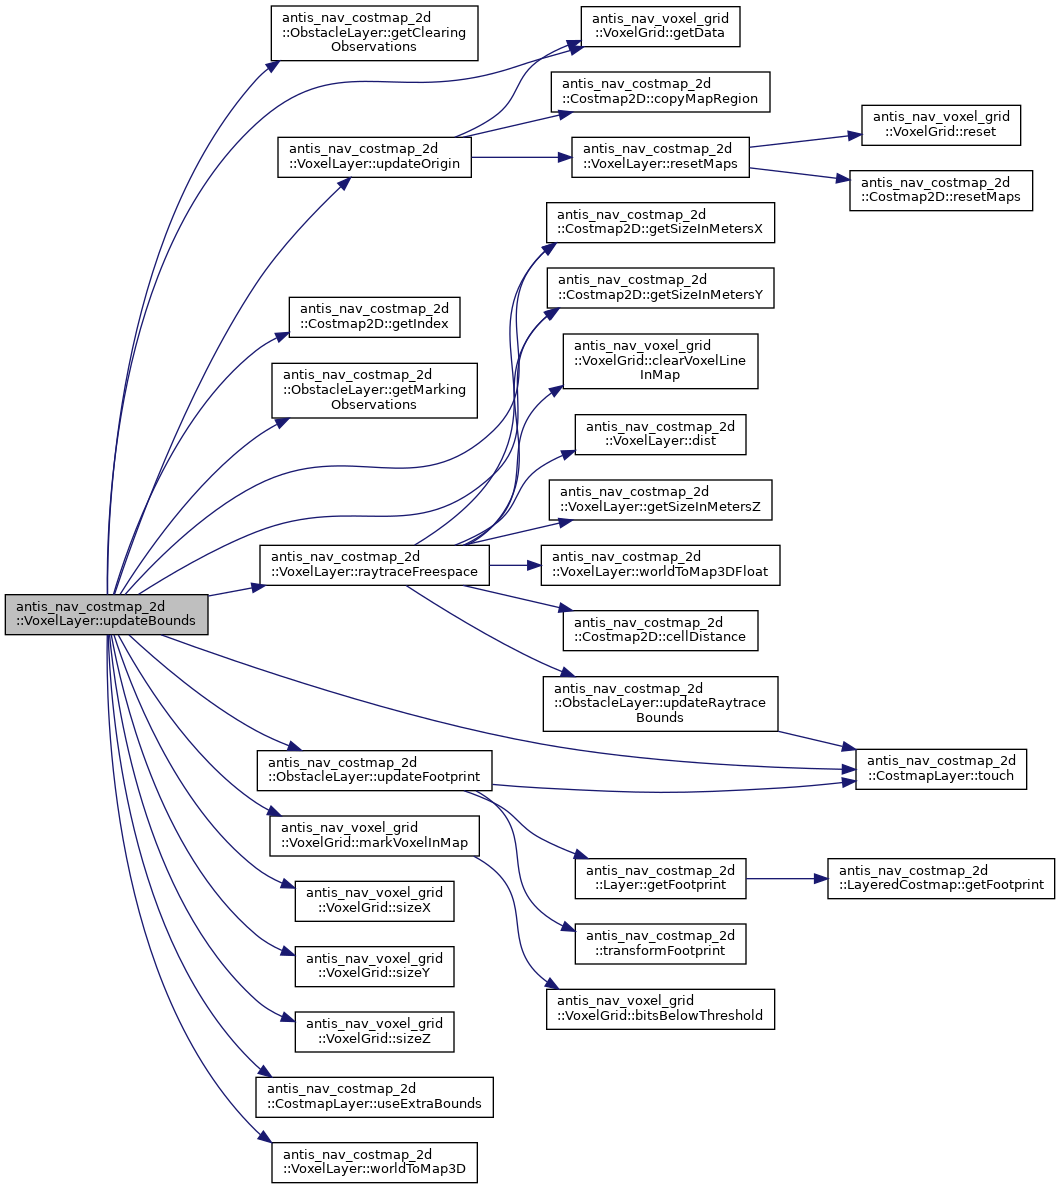 antis_nav_costmap_2d
::ObstacleLayer::getClearing
Observations
antis_nav_voxel_grid
::VoxelGrid::getData
antis_nav_costmap_2d
::Costmap2D::copyMapRegion
antis_nav_voxel_grid
::VoxelGrid::reset
antis_nav_costmap_2d
::VoxelLayer::updateOrigin
antis_nav_costmap_2d
::VoxelLayer::resetMaps
antis_nav_costmap_2d
::Costmap2D::resetMaps
antis_nav_costmap_2d
::Costmap2D::getSizeInMetersX
antis_nav_costmap_2d
::Costmap2D::getSizeInMetersY
antis_nav_costmap_2d
::Costmap2D::getIndex
antis_nav_voxel_grid
::VoxelGrid::clearVoxelLine
InMap
antis_nav_costmap_2d
::ObstacleLayer::getMarking
Observations
antis_nav_costmap_2d
::VoxelLayer::dist
antis_nav_costmap_2d
::VoxelLayer::getSizeInMetersZ
antis_nav_costmap_2d
::VoxelLayer::raytraceFreespace
antis_nav_costmap_2d
::VoxelLayer::worldToMap3DFloat
antis_nav_costmap_2d
::VoxelLayer::updateBounds
antis_nav_costmap_2d
::Costmap2D::cellDistance
antis_nav_costmap_2d
::ObstacleLayer::updateRaytrace
Bounds
antis_nav_costmap_2d
::ObstacleLayer::updateFootprint
antis_nav_costmap_2d
::CostmapLayer::touch
antis_nav_voxel_grid
::VoxelGrid::markVoxelInMap
antis_nav_costmap_2d
::Layer::getFootprint
antis_nav_costmap_2d
::LayeredCostmap::getFootprint
antis_nav_voxel_grid
::VoxelGrid::sizeX
antis_nav_costmap_2d
::transformFootprint
antis_nav_voxel_grid
::VoxelGrid::sizeY
antis_nav_voxel_grid
::VoxelGrid::bitsBelowThreshold
antis_nav_voxel_grid
::VoxelGrid::sizeZ
antis_nav_costmap_2d
::CostmapLayer::useExtraBounds
antis_nav_costmap_2d
::VoxelLayer::worldToMap3D